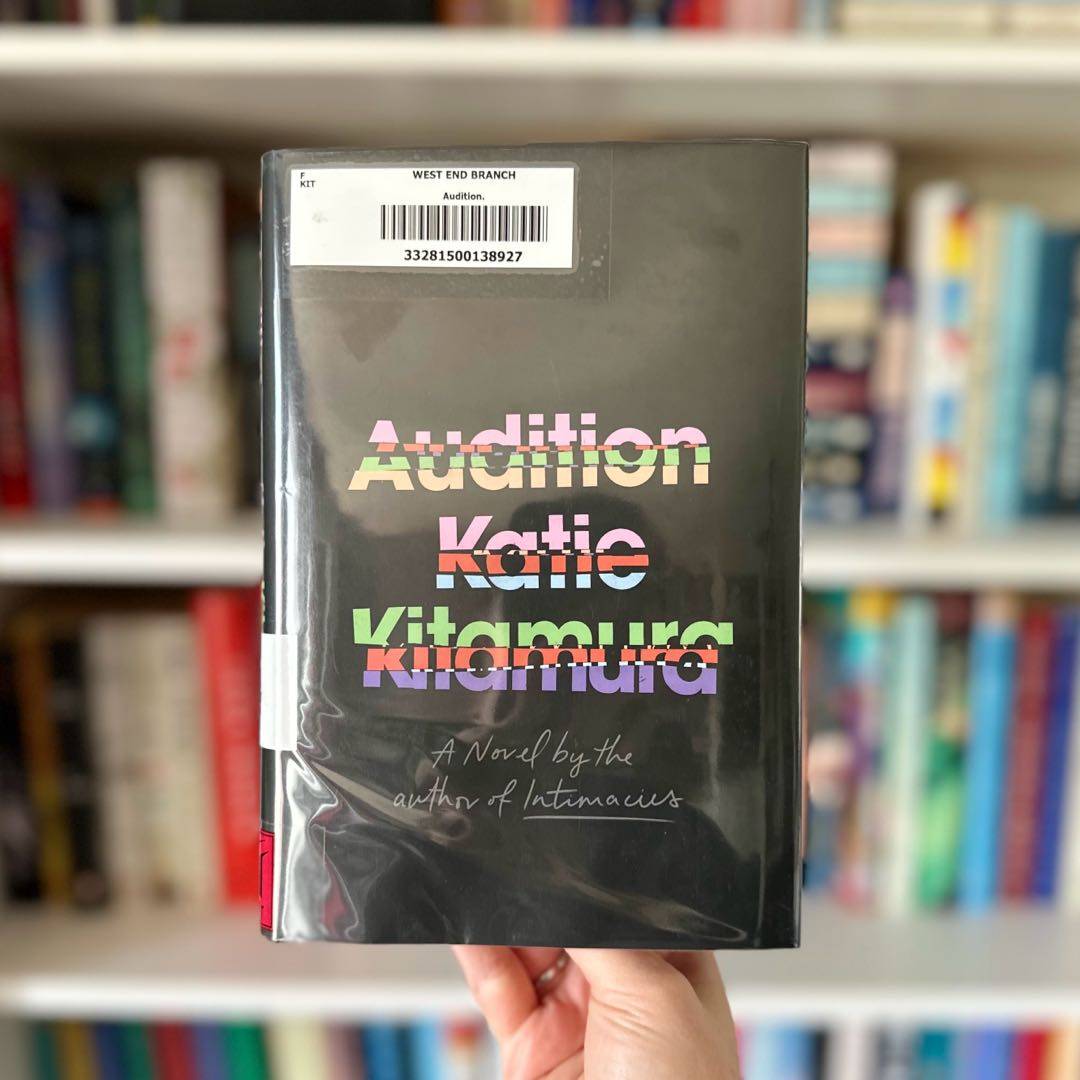 F
KIT
WEST END BRANCH
Audition.
33281500138927
Audition
Katie
Kitamura
A Novel by the
author of Intimacies